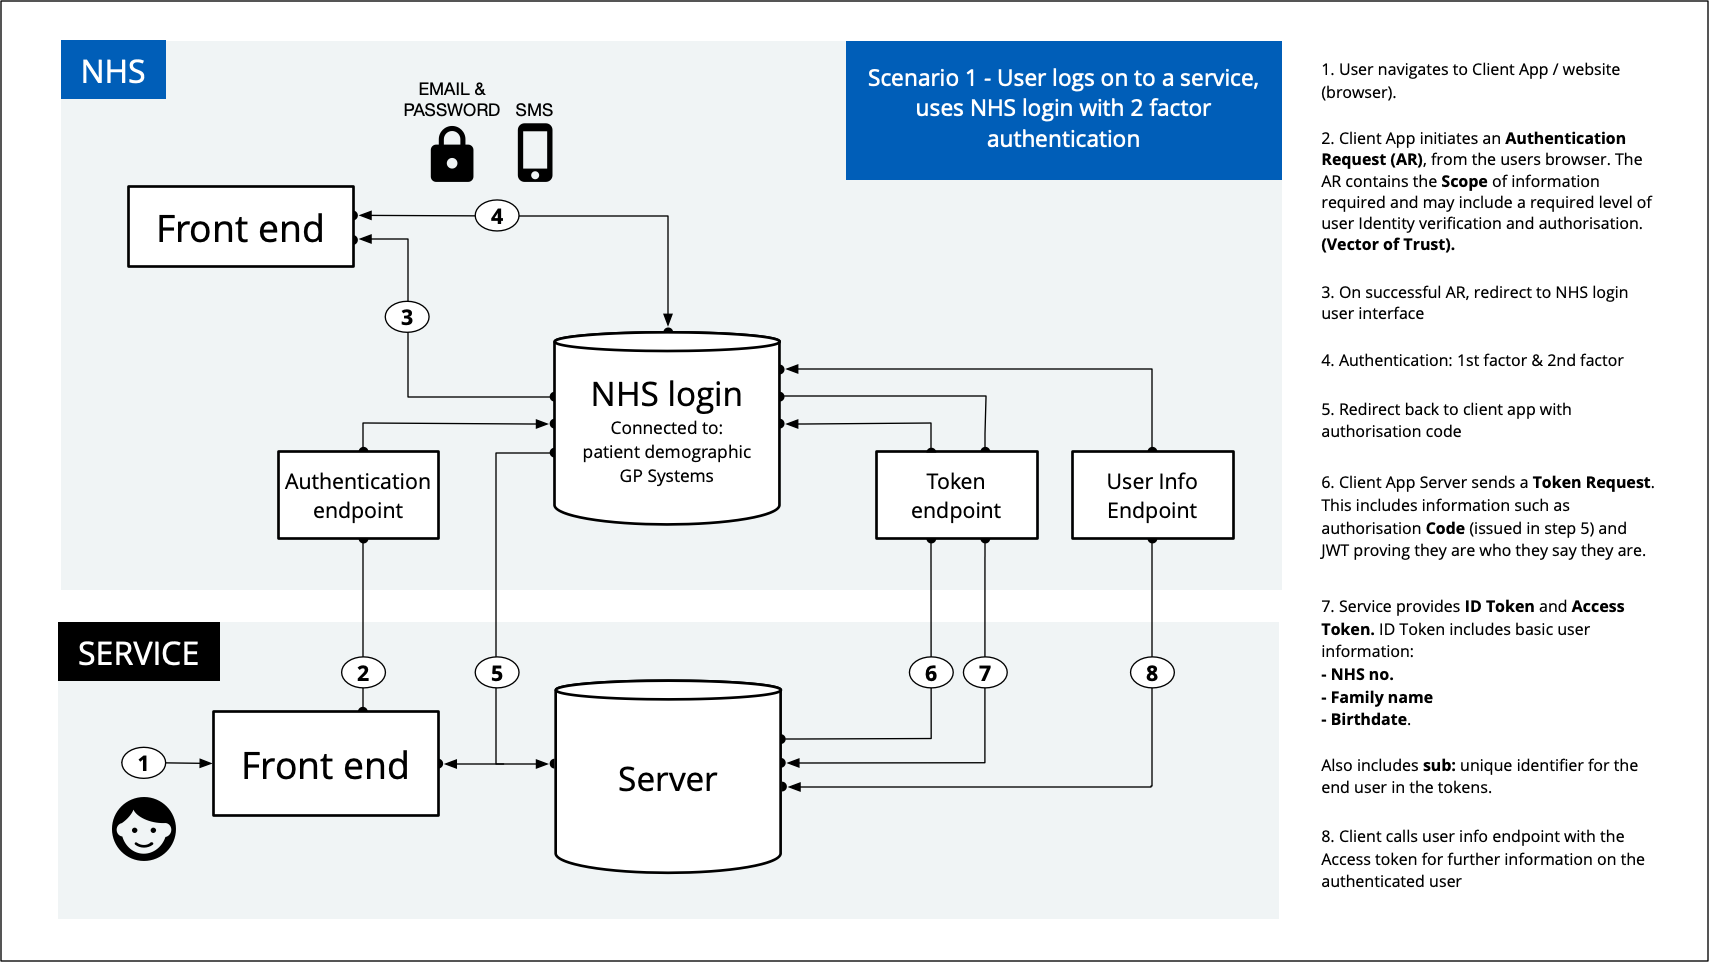 NHS
EMAIL &
PASSWORD
SMS
Scenario 1 - User logs on to a service,
uses NHS login with 2 factor
authentication
Front end
4
3
NHS login
Connected to:
patient demographic
GP Systems
Authentication
endpoint
Token
endpoint
User Info
Endpoint
SERVICE
2
5
6
7
8
1
Front end
Server
1. User navigates to Client App / website
(browser).
2. Client App initiates an Authentication
Request (AR), from the users browser. The
AR contains the Scope of information
required and may include a required level of
user Identity verification and authorisation.
(Vector of Trust).
3. On successful AR, redirect to NHS login
user interface
4. Authentication: 1st factor & 2nd factor
5. Redirect back to client app with
authorisation code
6. Client App Server sends a Token Request.
This includes information such as
authorisation Code (issued in step 5) and
JWT proving they are who they say they are.
7. Service provides ID Token and Access
Token. ID Token includes basic user
information:
- NHS no.
- Family name
- Birthdate.
Also includes sub: unique identifier for the
end user in the tokens.
8. Client calls user info endpoint with the
Access token for further information on the
authenticated user